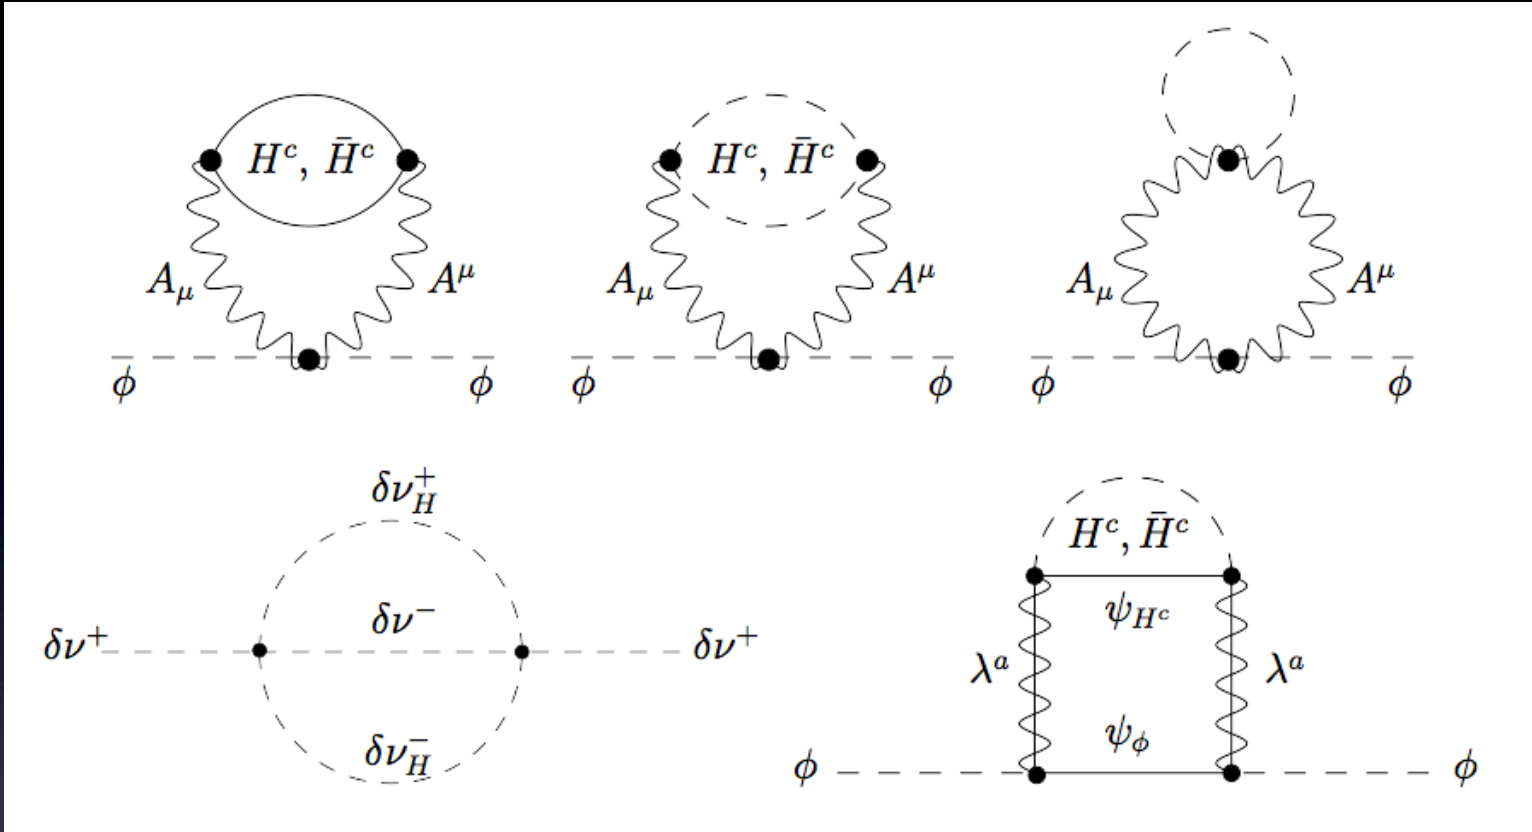 H^c, H̄^c H^c, H̄^c
A_μ A^μ A_μ A^μ A_μ A^μ
ϕ ϕ ϕ ϕ ϕ ϕ
δν_H^+
H^c, H̄^c
δν^+ δν^- δν^+
ψ_{H^c}
λ^a λ^a
δν_H^-
ψ_ϕ
ϕ ϕ